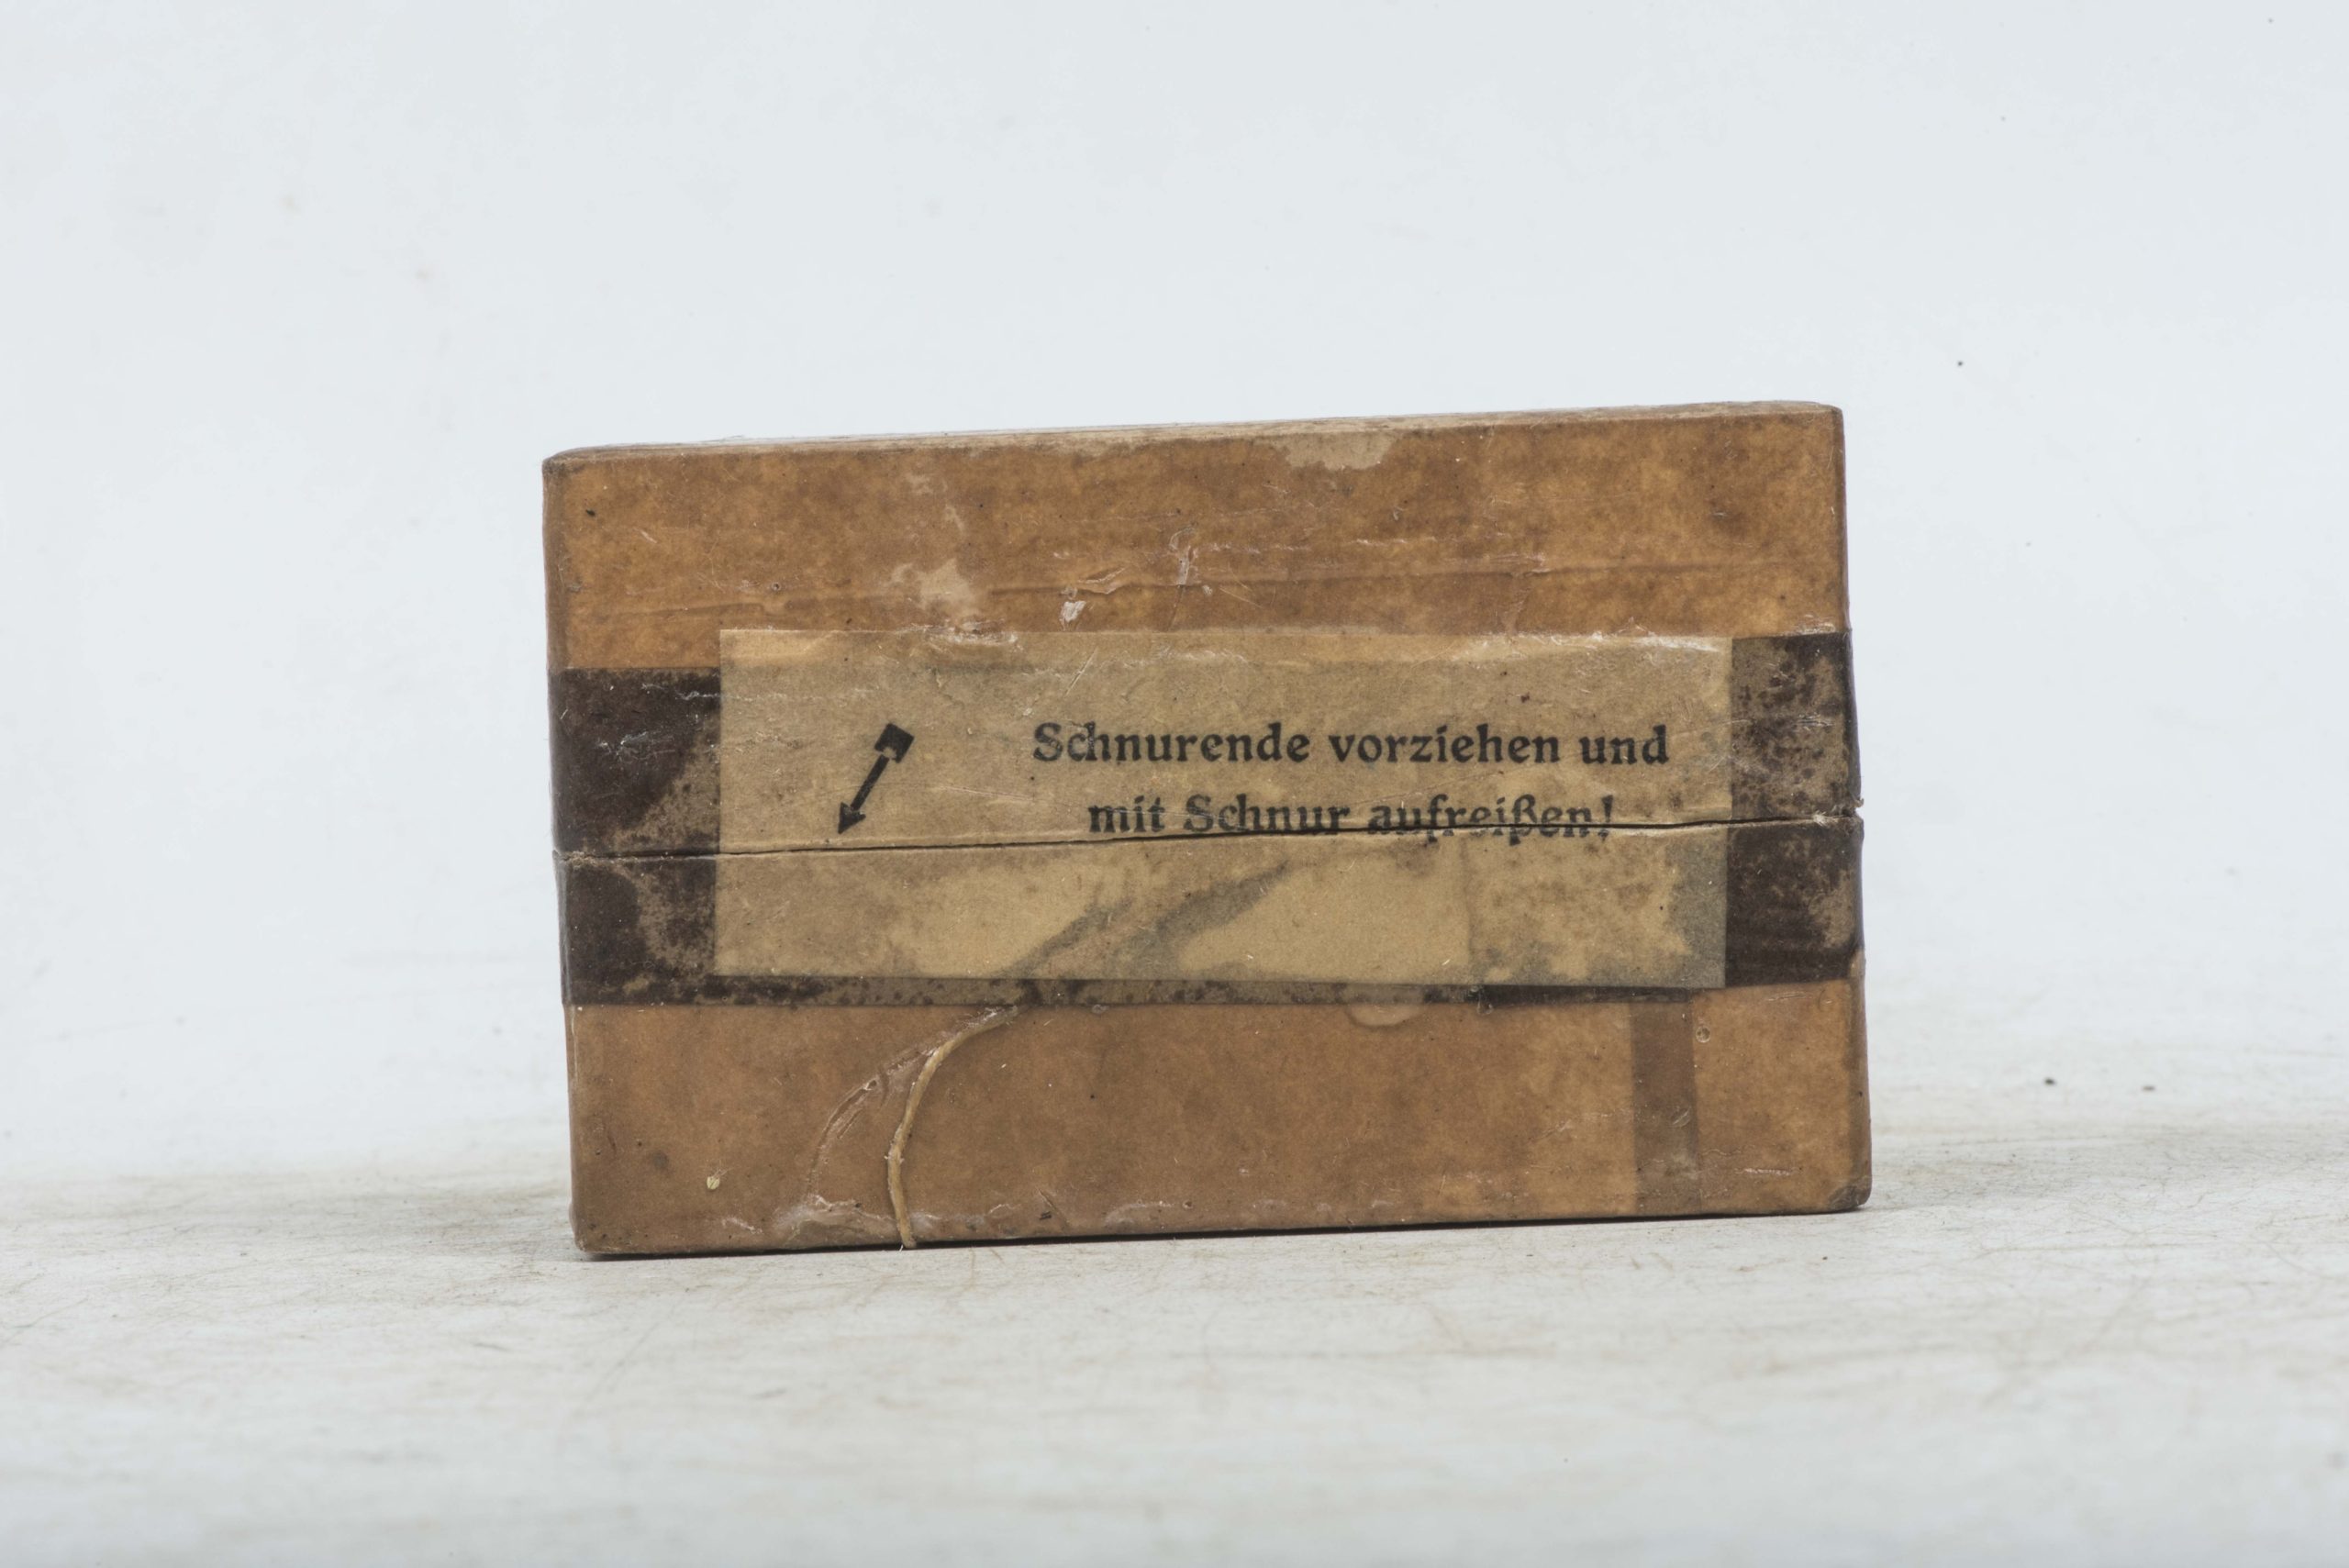 Schnurende vorziehen und
mit Schnur aufreißen!